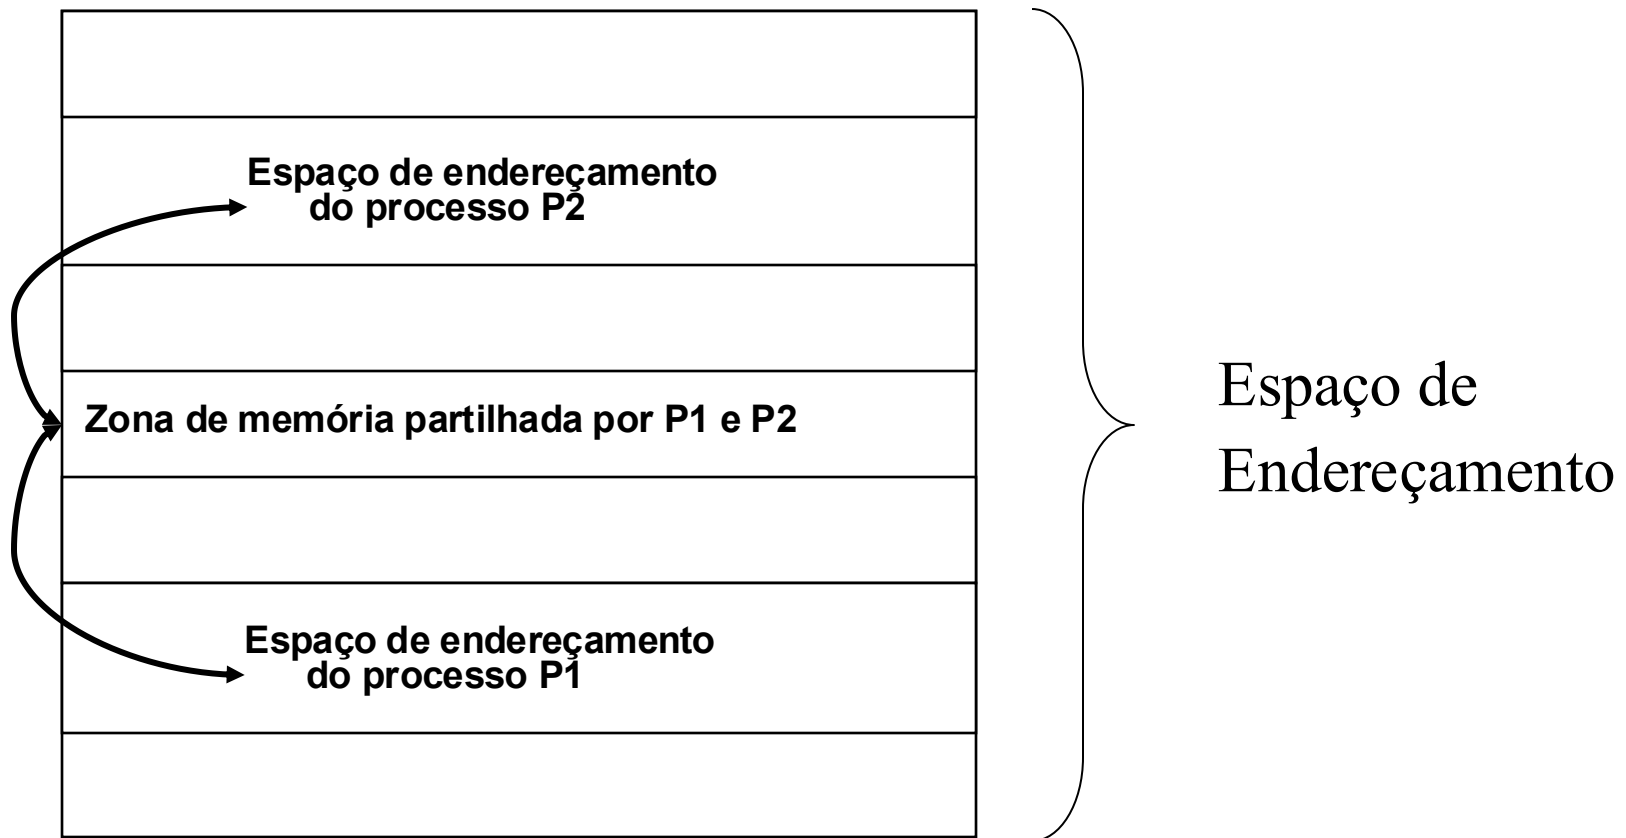 Espaço de endereçamento
do processo P2
Zona de memória partilhada por P1 e P2
Espaço de endereçamento
do processo P1
Espaço de
Endereçamento